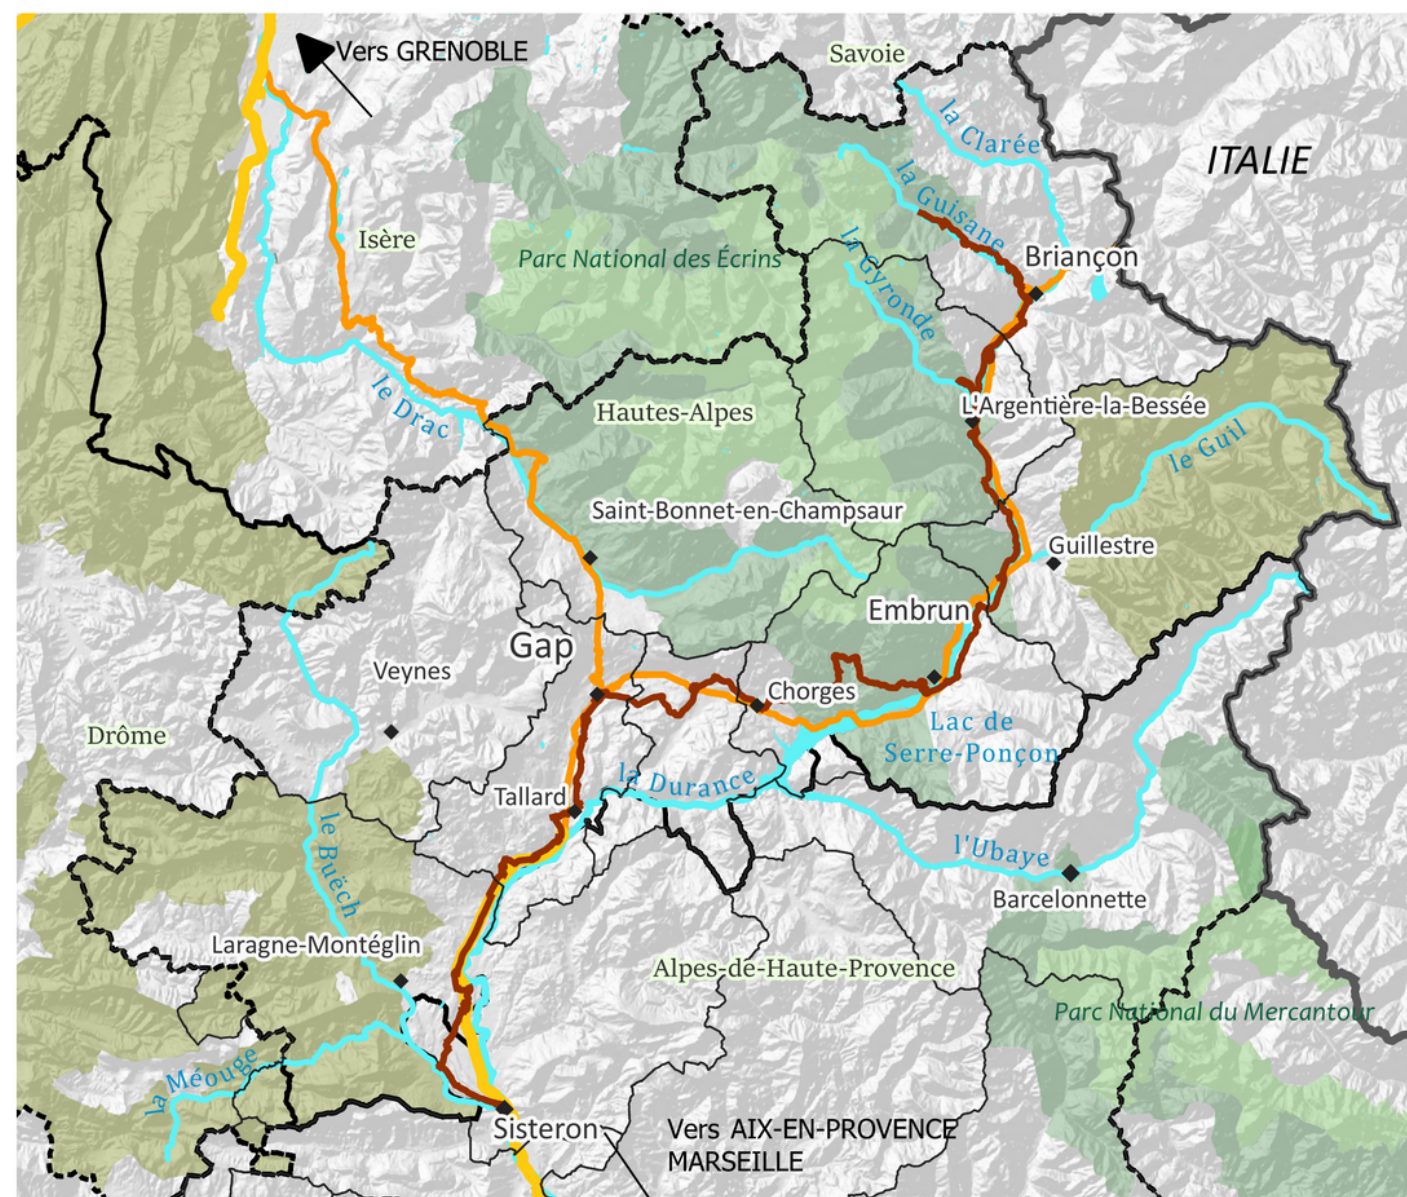 Vers GRENOBLE
Savoie
la Clarée
ITALIE
la Guisane
Isère
Parc National des Écrins
la Gyronde
Briançon
le Drac
Hautes-Alpes
L'Argentière-la-Bessée
le Guil
Saint-Bonnet-en-Champsaur
Guillestre
Embrun
Gap
Veynes
Chorges
Drôme
Lac de
Serre-Ponçon
la Durance
Tallard
le Buëch
l'Ubaye
Barcelonnette
Laragne-Montéglin
Alpes-de-Haute-Provence
Parc National du Mercantour
la Méouge
Sisteron
Vers AIX-EN-PROVENCE
MARSEILLE